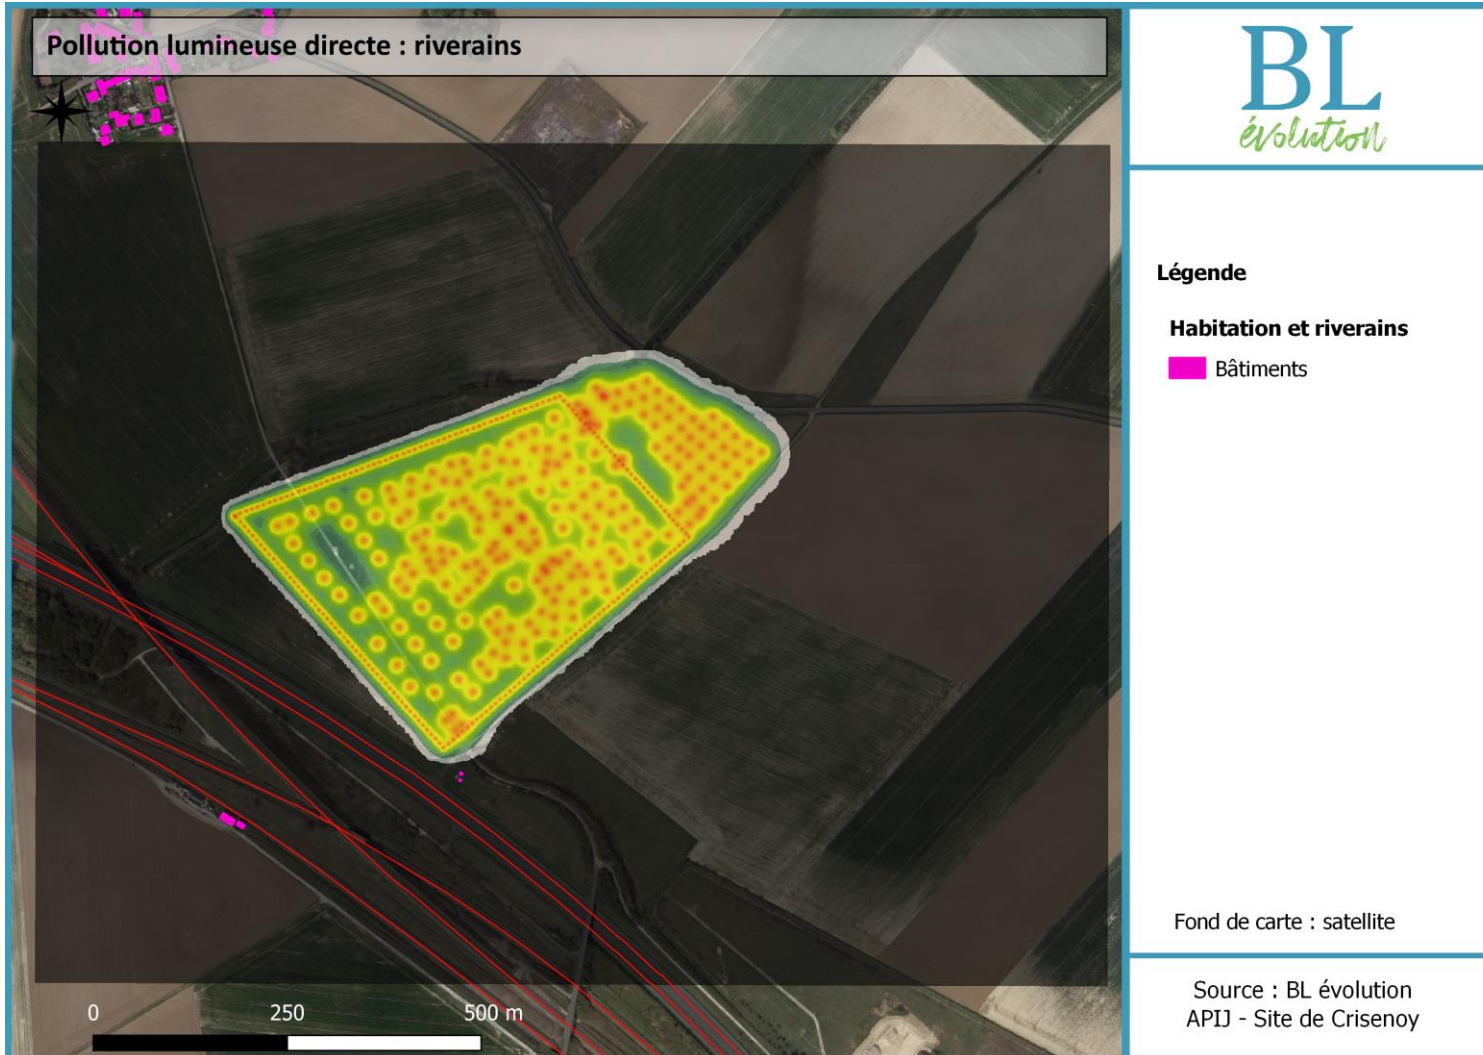 Pollution lumineuse directe : riverains
BL
évolution
Légende
Habitation et riverains
Bâtiments
Fond de carte : satellite
0 250 500 m
Source : BL évolution
APIJ - Site de Crisenoy